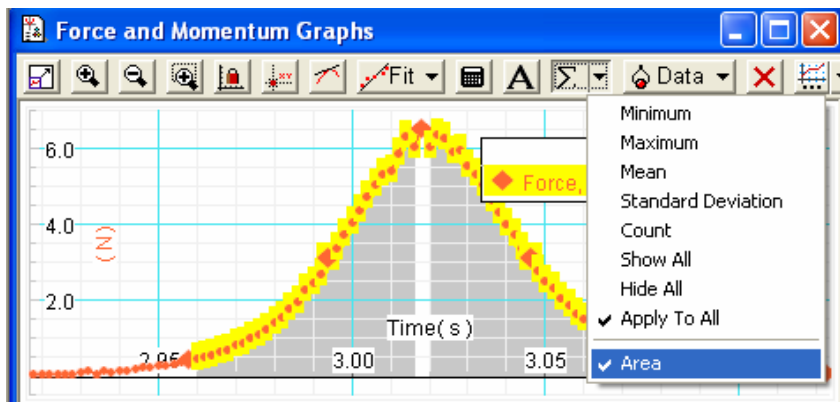 Force and Momentum Graphs
Fit A Σ Data
Minimum
Maximum
Mean
Standard Deviation
Count
Show All
Hide All
Apply To All
Area
6.0
Force,
4.0
(N)
2.0
Time(s)
2.95 3.00 3.05